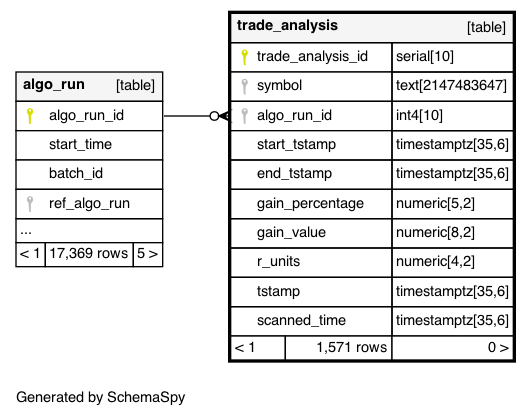 trade_analysis [table]
trade_analysis_id serial[10]
symbol text[2147483647]
algo_run_id int4[10]
start_tstamp timestamptz[35,6]
end_tstamp timestamptz[35,6]
gain_percentage numeric[5,2]
gain_value numeric[8,2]
r_units numeric[4,2]
tstamp timestamptz[35,6]
scanned_time timestamptz[35,6]
< 1 1,571 rows 0 >
algo_run [table]
algo_run_id
start_time
batch_id
ref_algo_run
...
< 1 17,369 rows 5 >
Generated by SchemaSpy